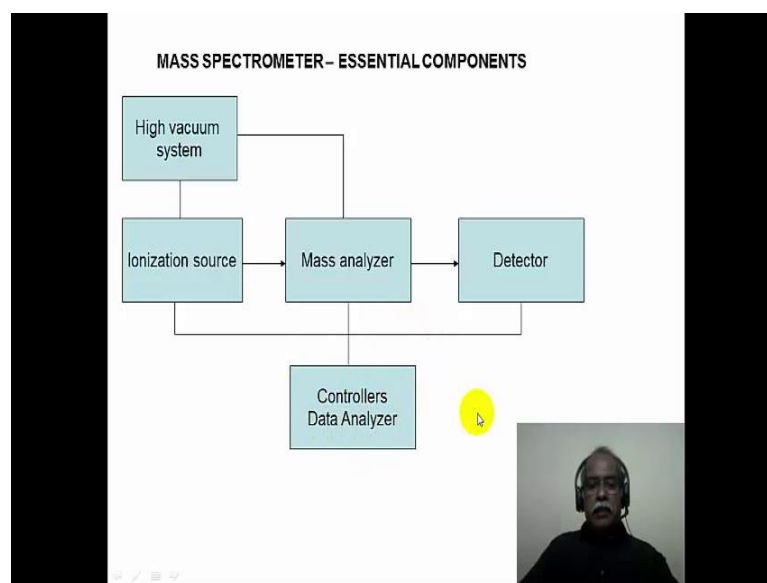 MASS SPECTROMETER – ESSENTIAL COMPONENTS
High vacuum
system
Ionization source
Mass analyzer
Detector
Controllers
Data Analyzer